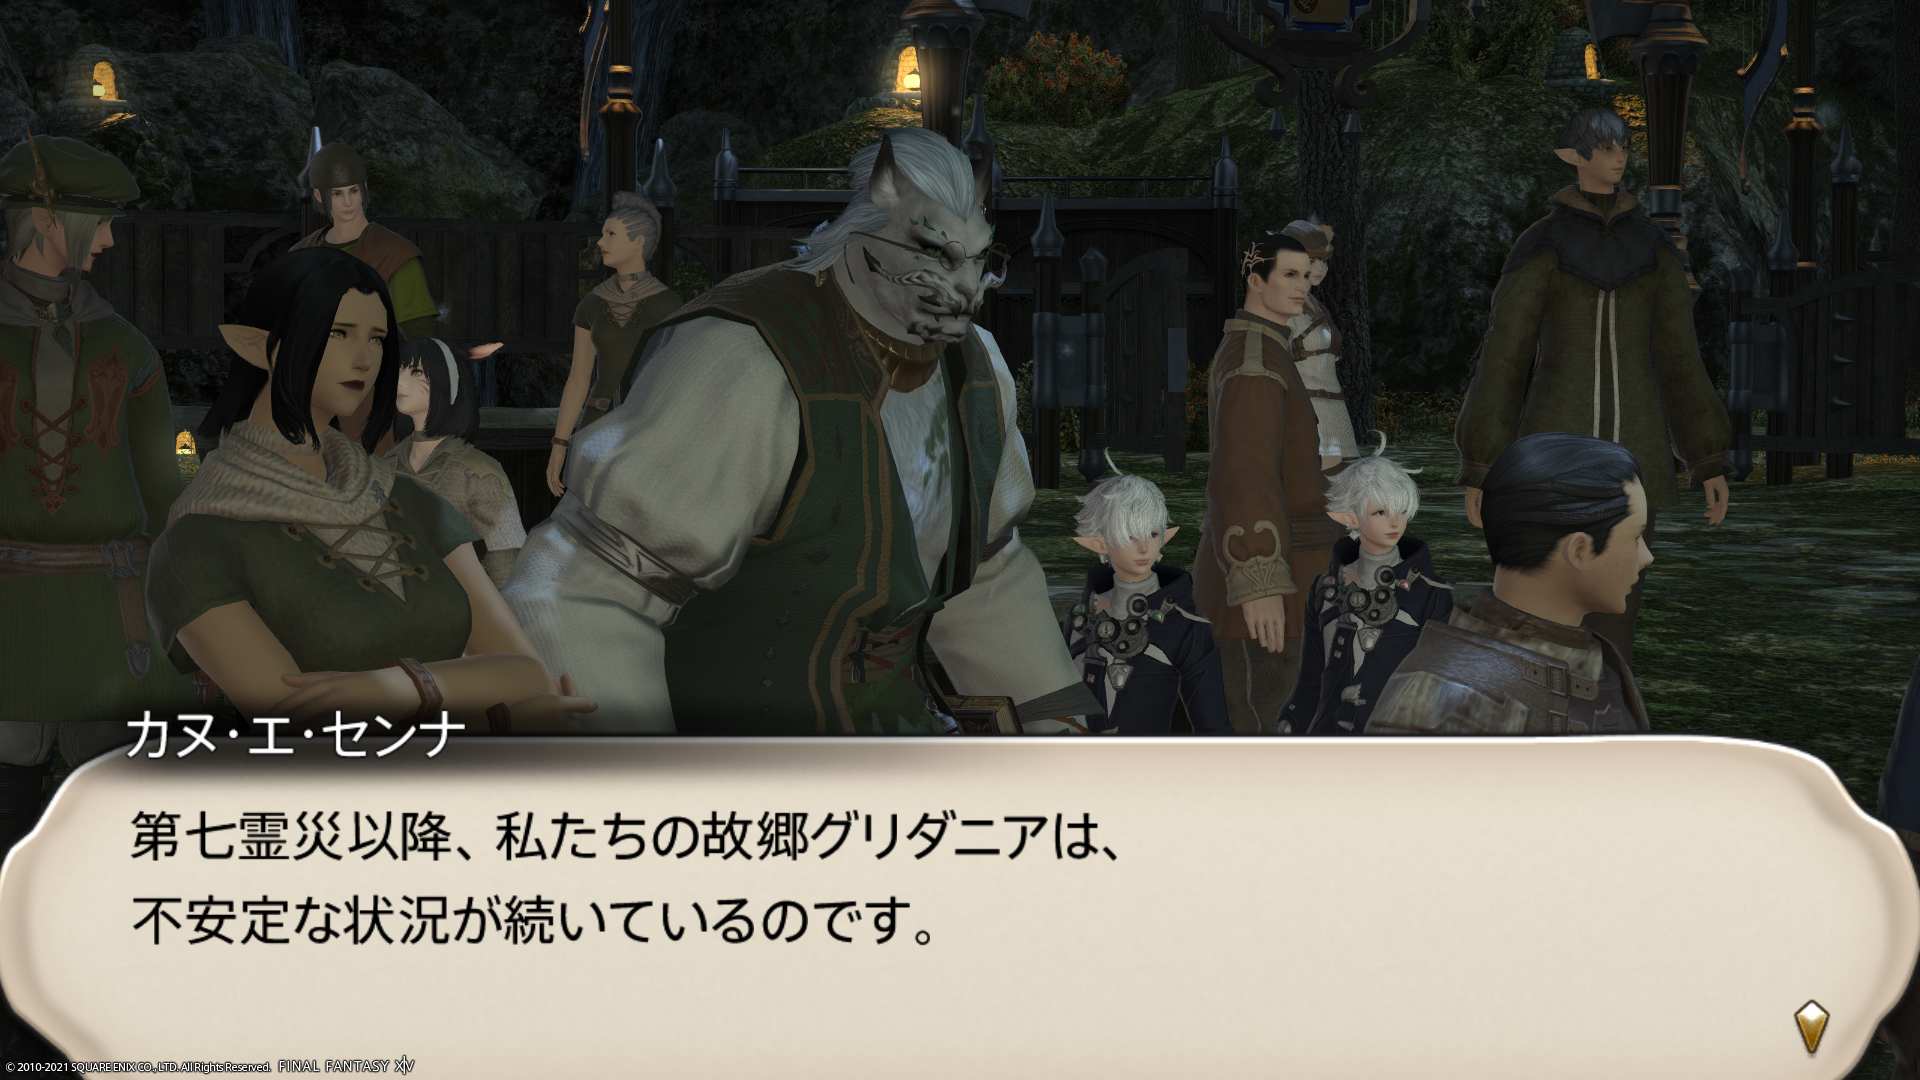 カヌ・エ・センナ
第七霊災以降、私たちの故郷グリダニアは、
不安定な状況が続いているのです。
© 2010-2021 SQUARE ENIX CO., LTD. All Rights Reserved. FINAL FANTASY XIV